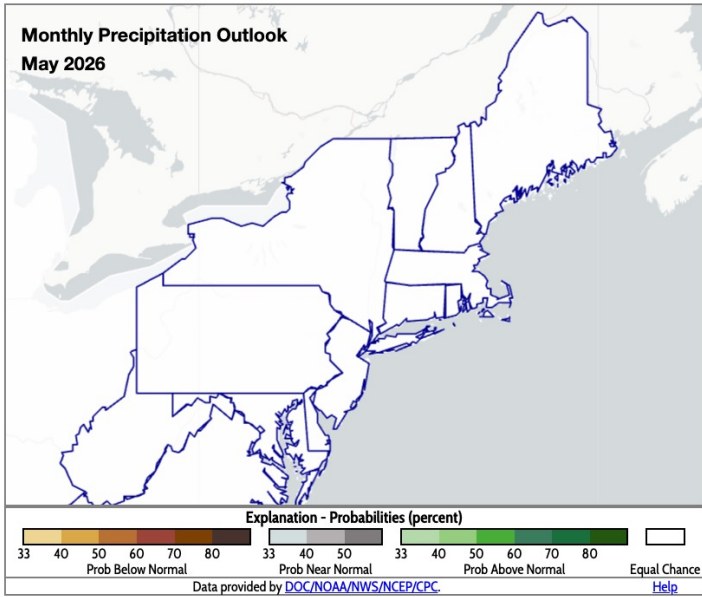 Monthly Precipitation Outlook
May 2026
Explanation - Probabilities (percent)
33 40 50 60 70 80 33 40 50 33 40 50 60 70 80
Prob Below Normal Prob Near Normal Prob Above Normal Equal Chance
Data provided by DOC/NOAA/NWS/NCEP/CPC. Help